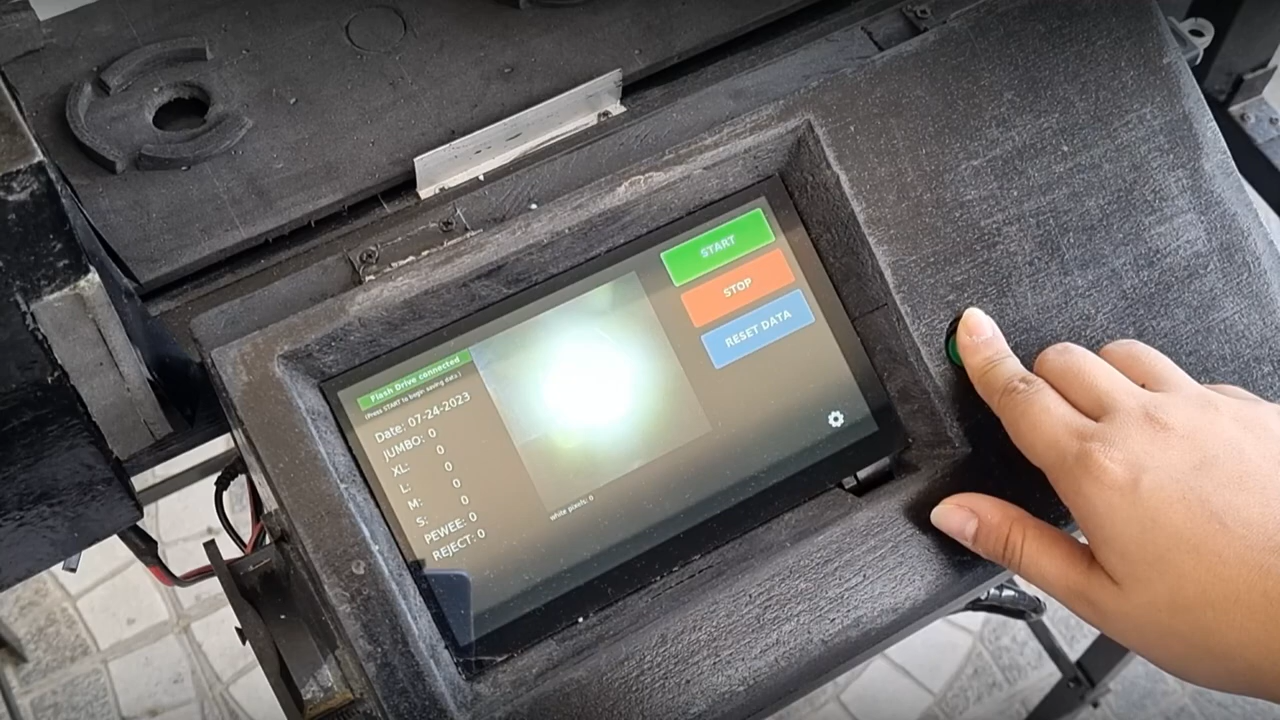 Flash Drive connected
(Press START to begin saving data.)
Date: 07-24-2023
JUMBO: 0
XL: 0
L: 0
M: 0
S: 0
PEWEE: 0
REJECT: 0
white pixels: 0
START
STOP
RESET DATA